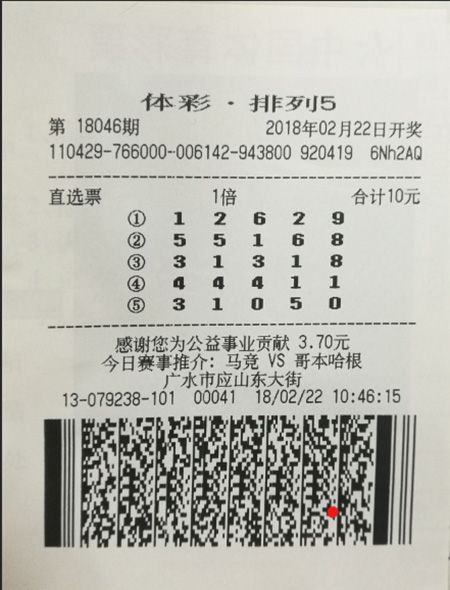 体彩·排列5
第 18046期 2018年02月22日开奖
110429-766000-006142-943800 920419 6Nh2AQ
直选票 1倍 合计10元
① 1 2 6 2 9
② 5 5 1 6 8
③ 3 1 3 1 8
④ 4 4 4 1 1
⑤ 3 1 0 5 0
感谢您为公益事业贡献 3.70元
今日赛事推介: 马竞 VS 哥本哈根
广水市应山东大街
13-079238-101 00041 18/02/22 10:46:15